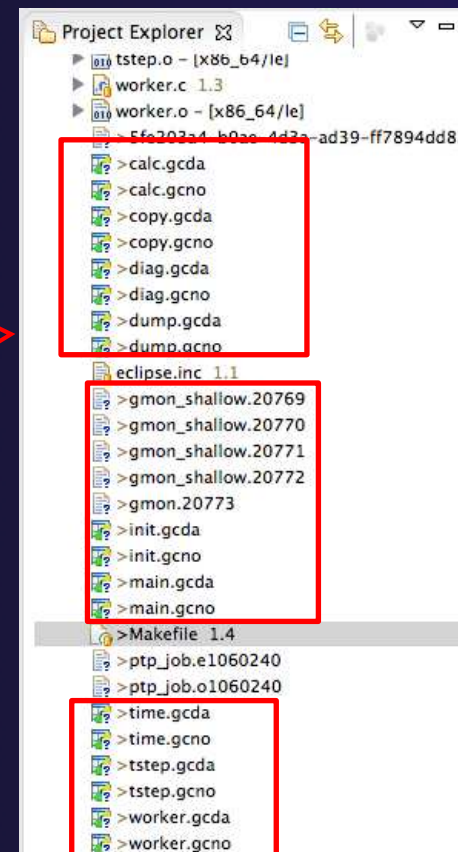 Project Explorer
tstep.o - [x86_64/le]
worker.c 1.3
worker.o - [x86_64/le]
>calc.gcda
>calc.gcno
>copy.gcda
>copy.gcno
>diag.gcda
>diag.gcno
>dump.gcda
>dump.gcno
eclipse.inc 1.1
>gmon_shallow.20769
>gmon_shallow.20770
>gmon_shallow.20771
>gmon_shallow.20772
>gmon.20773
>init.gcda
>init.gcno
>main.gcda
>main.gcno
>Makefile 1.4
>ptp_job.e1060240
>ptp_job.o1060240
>time.gcda
>time.gcno
>tstep.gcda
>tstep.gcno
>worker.gcda
>worker.gcno